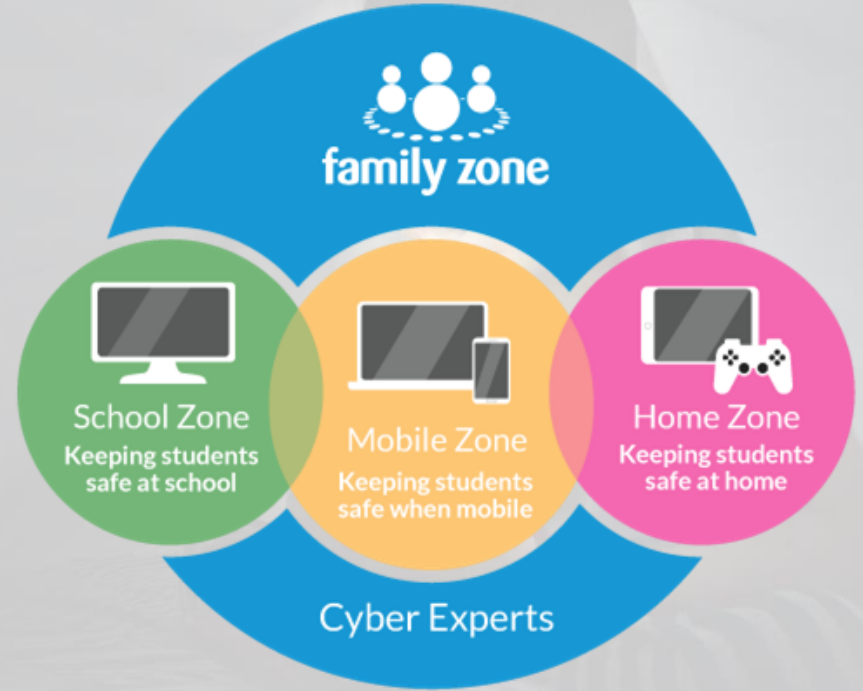 family zone
School Zone
Keeping students
safe at school
Mobile Zone
Keeping students
safe when mobile
Home Zone
Keeping students
safe at home
Cyber Experts